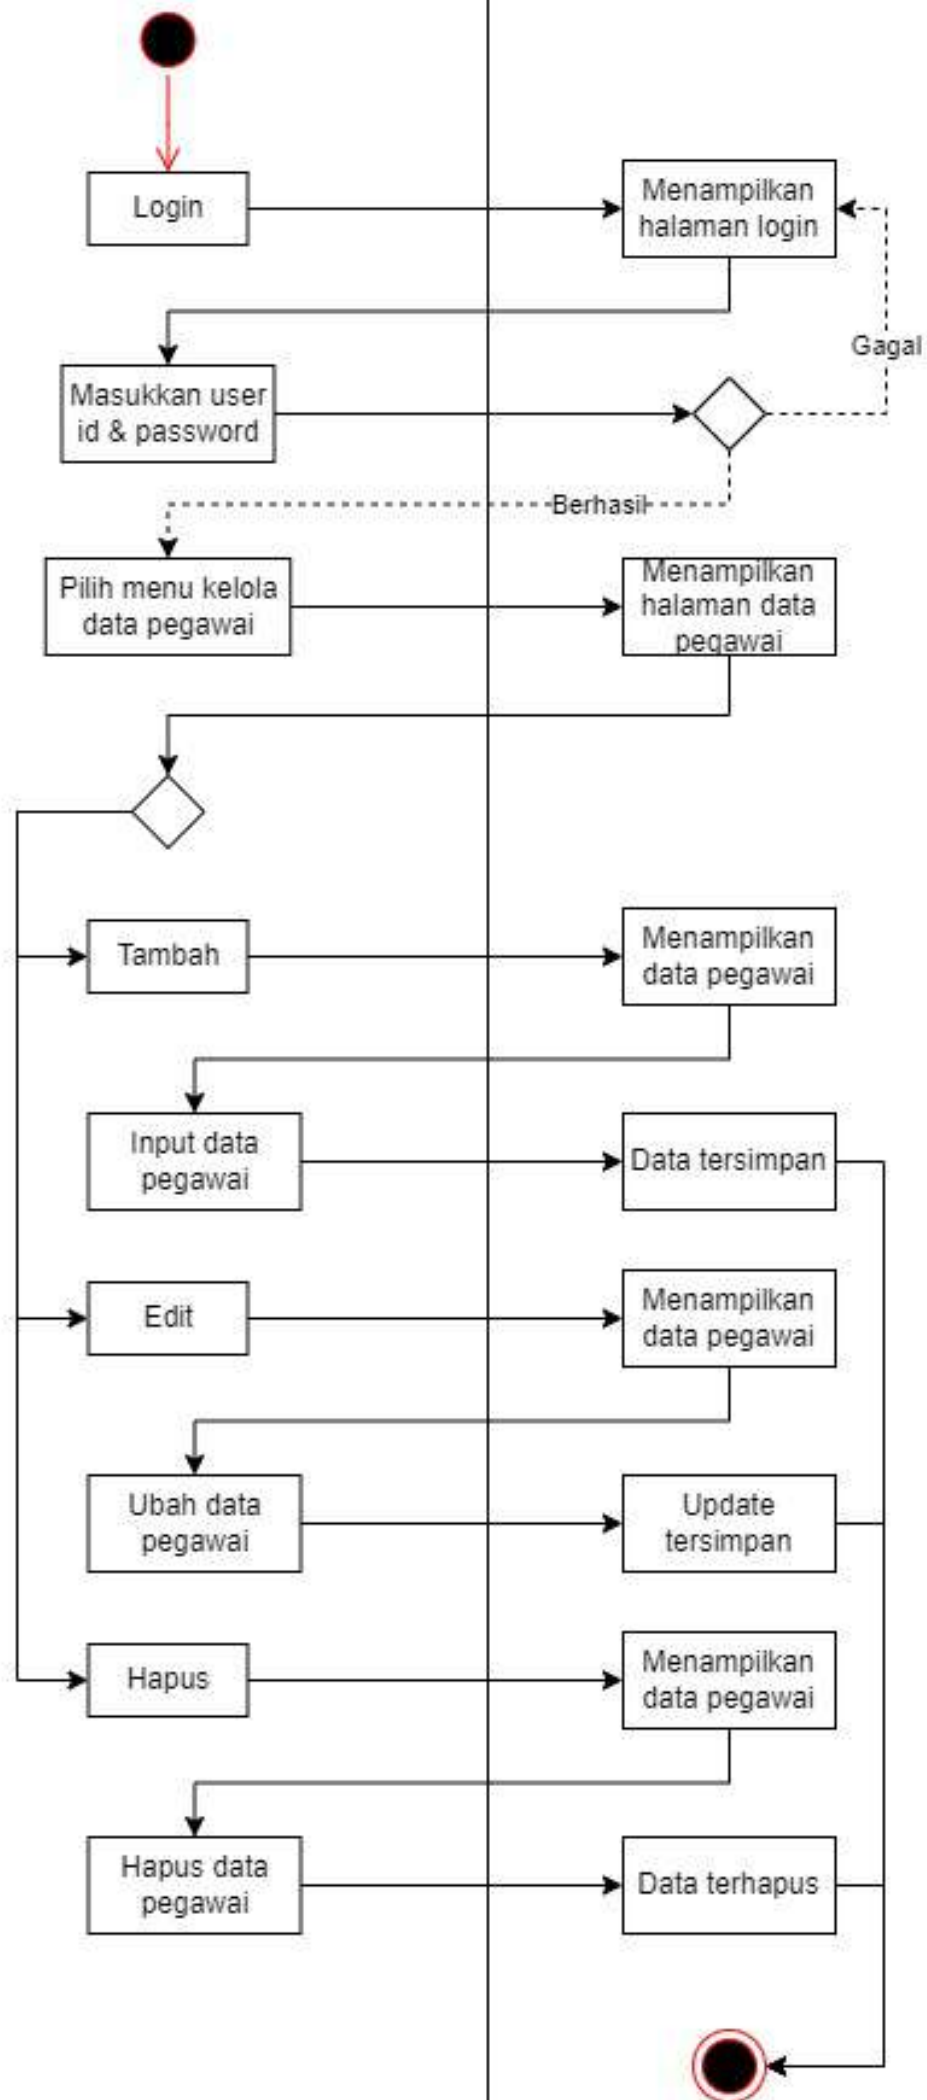 Login
Menampilkan
halaman login
Gagal
Masukkan user
id & password
Berhasil
Pilih menu kelola
data pegawai
Menampilkan
halaman data
pegawai
Tambah
Menampilkan
data pegawai
Input data
pegawai
Data tersimpan
Edit
Menampilkan
data pegawai
Ubah data
pegawai
Update
tersimpan
Hapus
Menampilkan
data pegawai
Hapus data
pegawai
Data terhapus